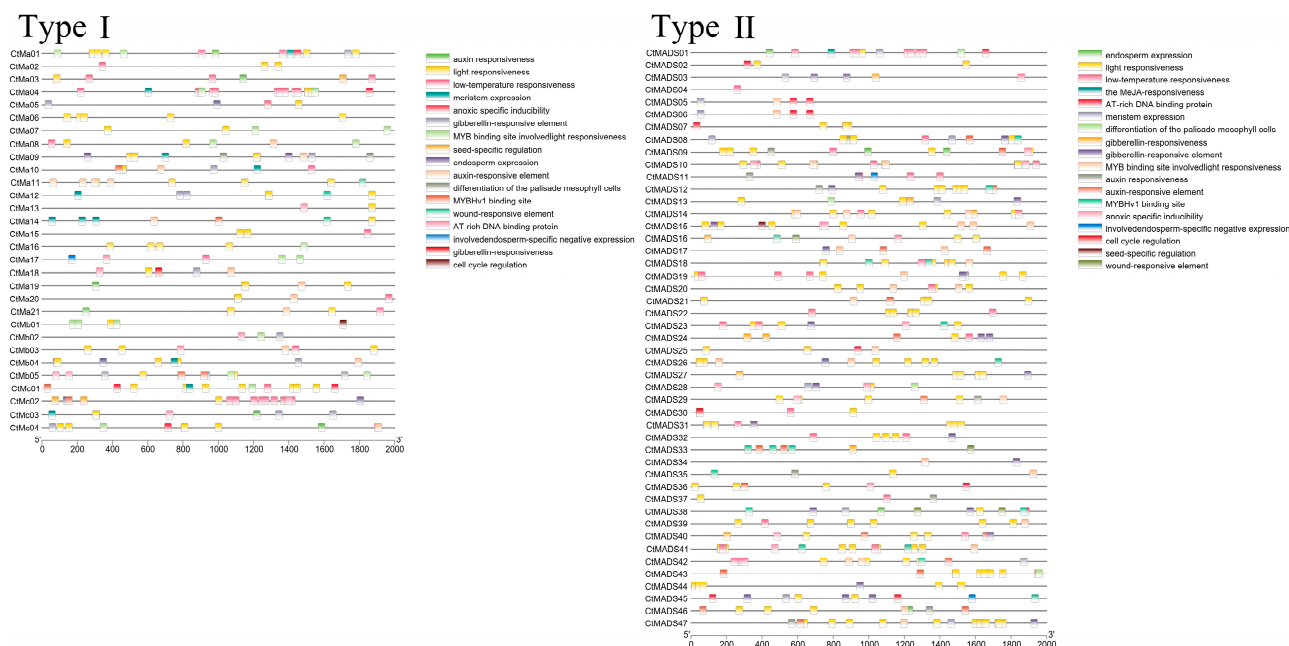 Type I
CtMa01
CtMa02
CtMa03
CtMa04
CtMa05
CtMa06
CtMa07
CtMa08
CtMa09
CtMa10
CtMa11
CtMa12
CtMa13
CtMa14
CtMa15
CtMa16
CtMa17
CtMa18
CtMa19
CtMa20
CtMa21
CtMb01
CtMb02
CtMb03
CtMb04
CtMb05
CtMc01
CtMc02
CtMc03
CtMc04
5' 3'
0 200 400 600 800 1000 1200 1400 1600 1800 2000
auxin responsiveness
light responsiveness
low-temperature responsiveness
meristem expression
anoxic specific inducibility
gibberellin-responsive element
MYB binding site involvedlight responsiveness
seed-specific regulation
endosperm expression
auxin-responsive element
differentiation of the palisade mesophyll cells
MYBHv1 binding site
wound-responsive element
AT rich DNA binding protein
involvedendosperm-specific negative expression
gibberellin-responsiveness
cell cycle regulation
Type II
CtMADS01
CtMADS02
CtMADS03
CtMADS04
CtMADS05
CtMADS06
CtMADS07
CtMADS08
CtMADS09
CtMADS10
CtMADS11
CtMADS12
CtMADS13
CtMADS14
CtMADS15
CtMADS16
CtMADS17
CtMADS18
CtMADS19
CtMADS20
CtMADS21
CtMADS22
CtMADS23
CtMADS24
CtMADS25
CtMADS26
CtMADS27
CtMADS28
CtMADS29
CtMADS30
CtMADS31
CtMADS32
CtMADS33
CtMADS34
CtMADS35
CtMADS36
CtMADS37
CtMADS38
CtMADS39
CtMADS40
CtMADS41
CtMADS42
CtMADS43
CtMADS44
CtMADS45
CtMADS46
CtMADS47
5' 3'
0 200 400 600 800 1000 1200 1400 1600 1800 2000
endosperm expression
light responsiveness
low-temperature responsiveness
the MeJA-responsiveness
AT-rich DNA binding protein
meristem expression
differentiation of the palisade mesophyll cells
gibberellin-responsiveness
gibberellin-responsive element
MYB binding site involvedlight responsiveness
auxin responsiveness
auxin-responsive element
MYBHv1 binding site
anoxic specific inducibility
involvedendosperm-specific negative expression
cell cycle regulation
seed-specific regulation
wound-responsive element